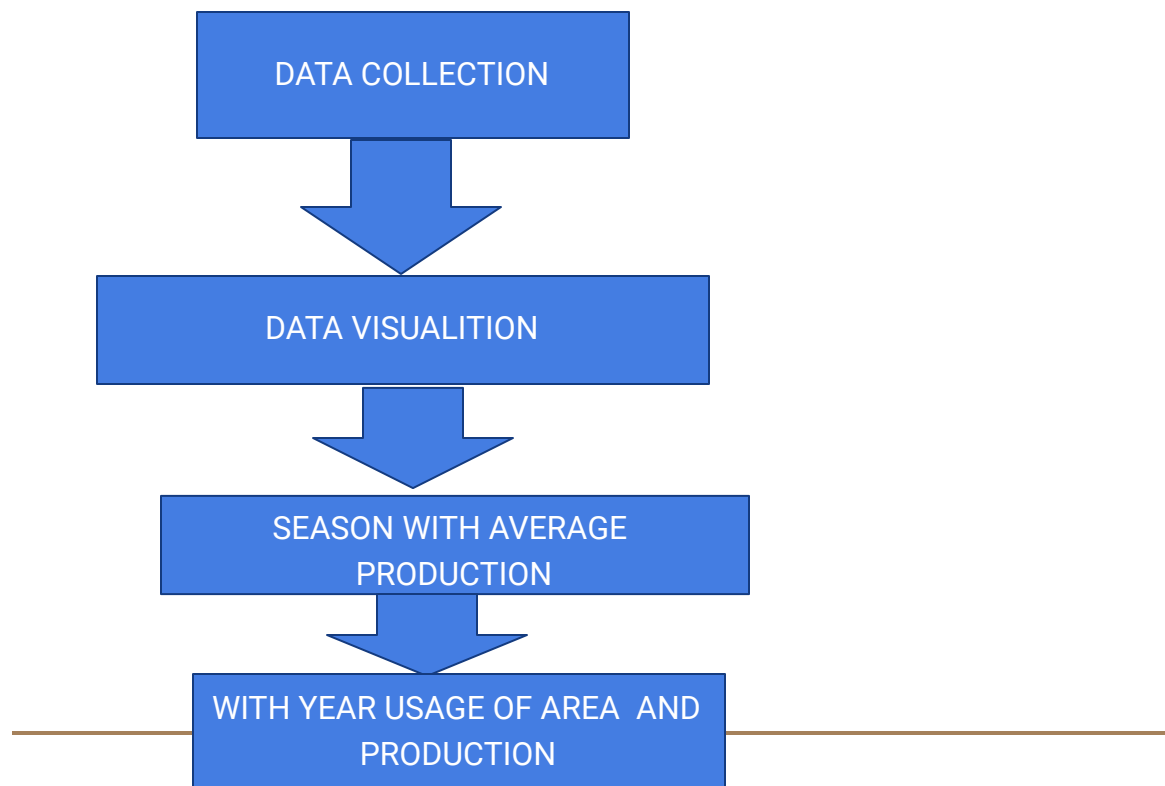 DATA COLLECTION
DATA VISUALITION
SEASON WITH AVERAGE
PRODUCTION
WITH YEAR USAGE OF AREA  AND
PRODUCTION